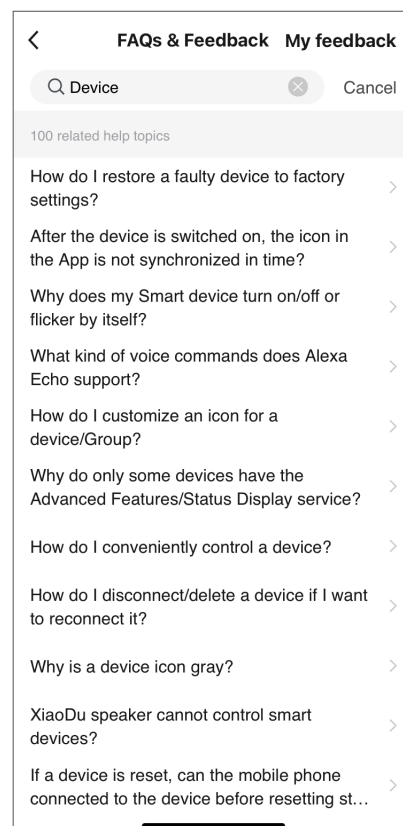 FAQs & Feedback My feedback
Device Cancel
100 related help topics
How do I restore a faulty device to factory
settings?
After the device is switched on, the icon in
the App is not synchronized in time?
Why does my Smart device turn on/off or
flicker by itself?
What kind of voice commands does Alexa
Echo support?
How do I customize an icon for a
device/Group?
Why do only some devices have the
Advanced Features/Status Display service?
How do I conveniently control a device?
How do I disconnect/delete a device if I want
to reconnect it?
Why is a device icon gray?
XiaoDu speaker cannot control smart
devices?
If a device is reset, can the mobile phone
connected to the device before resetting st...